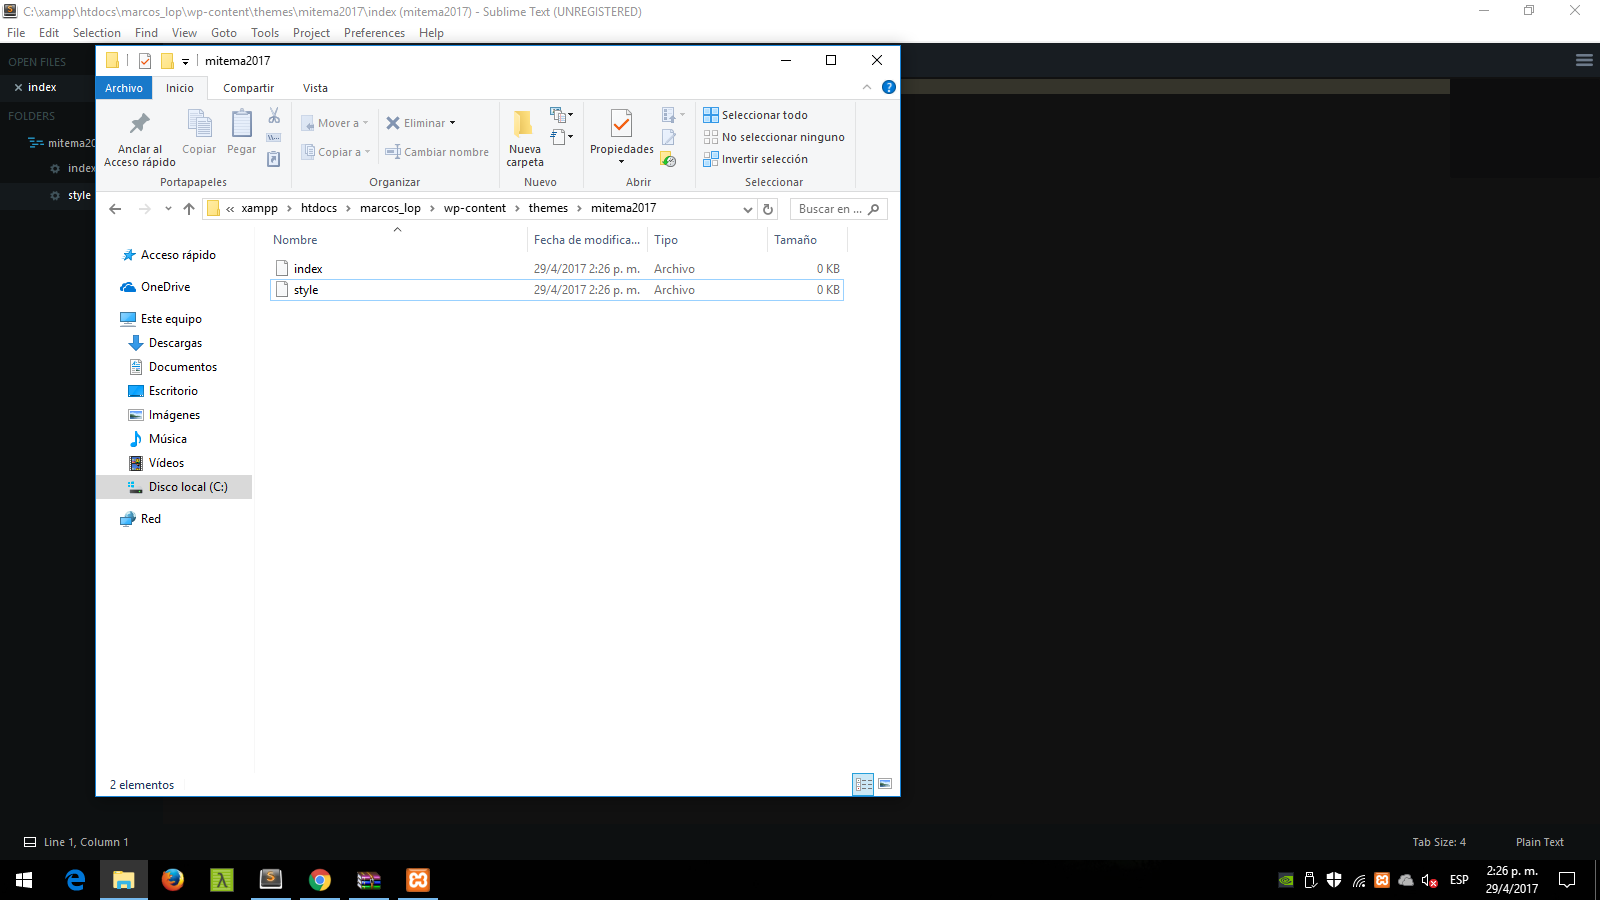 C:\xampp\htdocs\marcos_lop\wp-content\themes\mitema2017\index (mitema2017) - Sublime Text (UNREGISTERED)
File Edit Selection Find View Goto Tools Project Preferences Help
OPEN FILES
index
FOLDERS
mitema20
index
style
mitema2017
Archivo Inicio Compartir Vista
Anclar al
Acceso rápido
Copiar
Pegar
Portapapeles
Mover a
Copiar a
Eliminar
Cambiar nombre
Organizar
Nueva
carpeta
Nuevo
Propiedades
Abrir
Seleccionar todo
No seleccionar ninguno
Invertir selección
Seleccionar
« xampp › htdocs › marcos_lop › wp-content › themes › mitema2017
Buscar en ...
Nombre Fecha de modifica... Tipo Tamaño
index 29/4/2017 2:26 p. m. Archivo 0 KB
style 29/4/2017 2:26 p. m. Archivo 0 KB
Acceso rápido
OneDrive
Este equipo
Descargas
Documentos
Escritorio
Imágenes
Música
Vídeos
Disco local (C:)
Red
2 elementos
Line 1, Column 1
Tab Size: 4
Plain Text
ESP
2:26 p. m.
29/4/2017